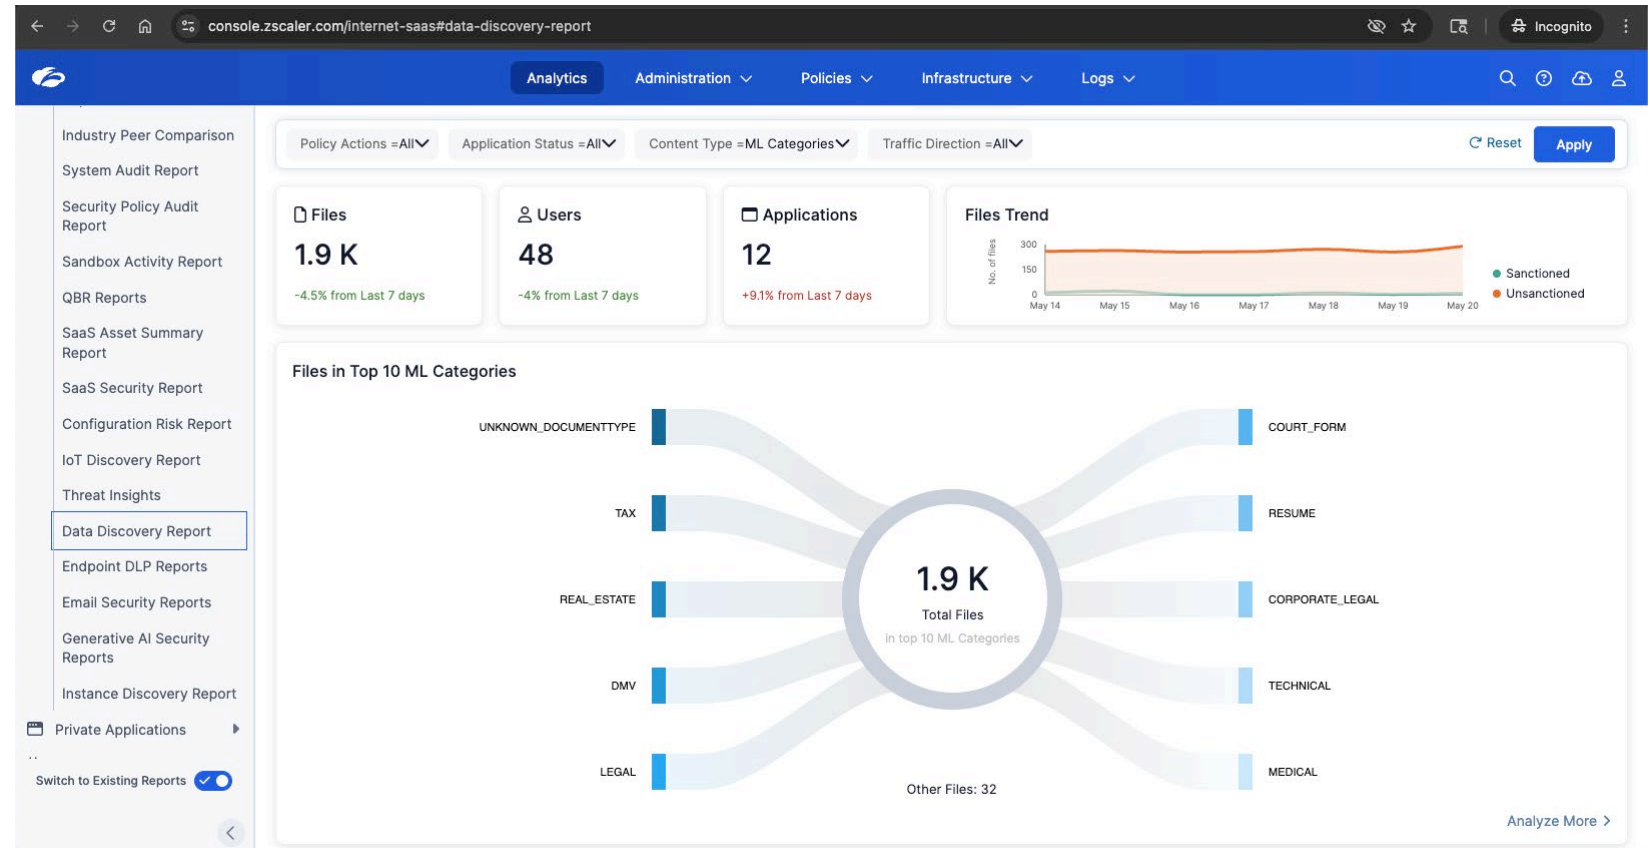 console.zscaler.com/internet-saas#data-discovery-report
Incognito
Analytics
Administration
Policies
Infrastructure
Logs
Industry Peer Comparison
System Audit Report
Security Policy Audit
Report
Sandbox Activity Report
QBR Reports
SaaS Asset Summary
Report
SaaS Security Report
Configuration Risk Report
IoT Discovery Report
Threat Insights
Data Discovery Report
Endpoint DLP Reports
Email Security Reports
Generative AI Security
Reports
Instance Discovery Report
Private Applications
Switch to Existing Reports
Policy Actions =All
Application Status =All
Content Type =ML Categories
Traffic Direction =All
Reset
Apply
Files
1.9 K
-4.5% from Last 7 days
Users
48
-4% from Last 7 days
Applications
12
+9.1% from Last 7 days
Files Trend
No. of files
300
150
0
May 14
May 15
May 16
May 17
May 18
May 19
May 20
Sanctioned
Unsanctioned
Files in Top 10 ML Categories
UNKNOWN_DOCUMENTTYPE
TAX
REAL_ESTATE
DMV
LEGAL
1.9 K
Total Files
in top 10 ML Categories
Other Files: 32
COURT_FORM
RESUME
CORPORATE_LEGAL
TECHNICAL
MEDICAL
Analyze More